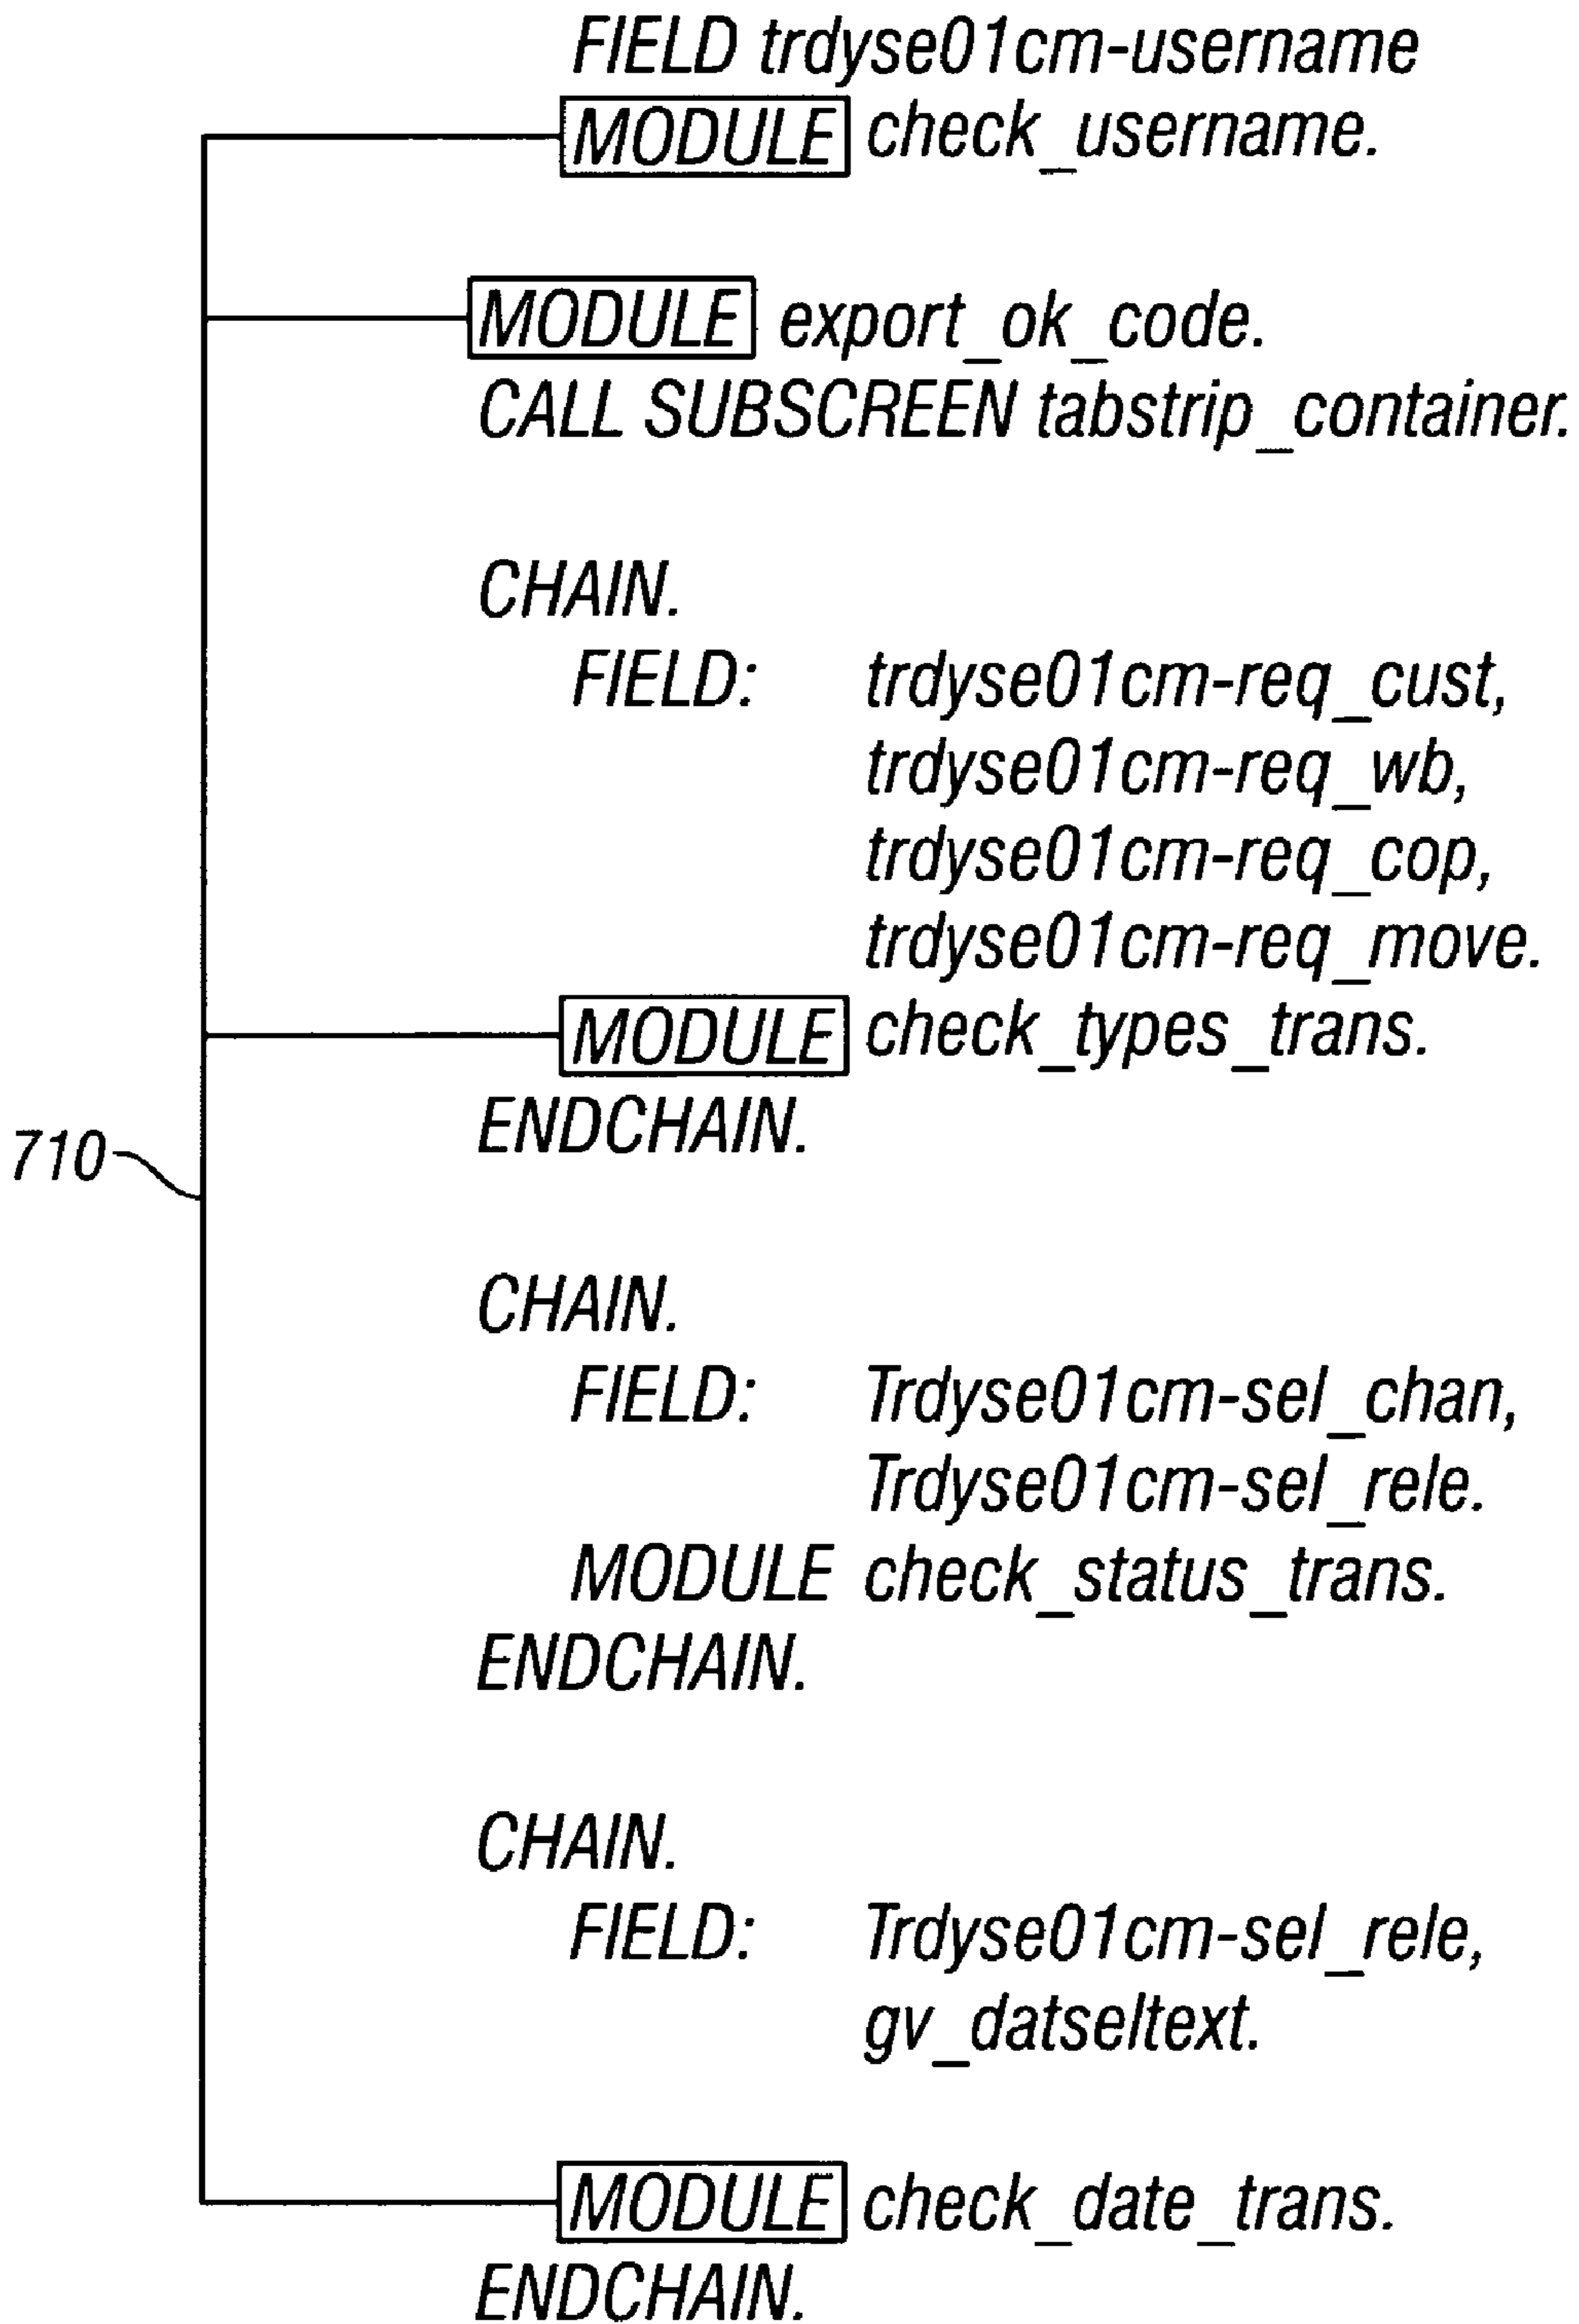 FIELD trdyse01cm-username
MODULE check_username.
MODULE export_ok_code.
CALL SUBSCREEN tabstrip_container.
CHAIN.
FIELD: trdyse01cm-req_cust,
trdyse01cm-req_wb,
trdyse01cm-req_cop,
trdyse01cm-req_move.
MODULE check_types_trans.
ENDCHAIN.
710
CHAIN.
FIELD: Trdyse01cm-sel_chan,
Trdyse01cm-sel_rele.
MODULE check_status_trans.
ENDCHAIN.
CHAIN.
FIELD: Trdyse01cm-sel_rele,
gv_datseltext.
MODULE check_date_trans.
ENDCHAIN.